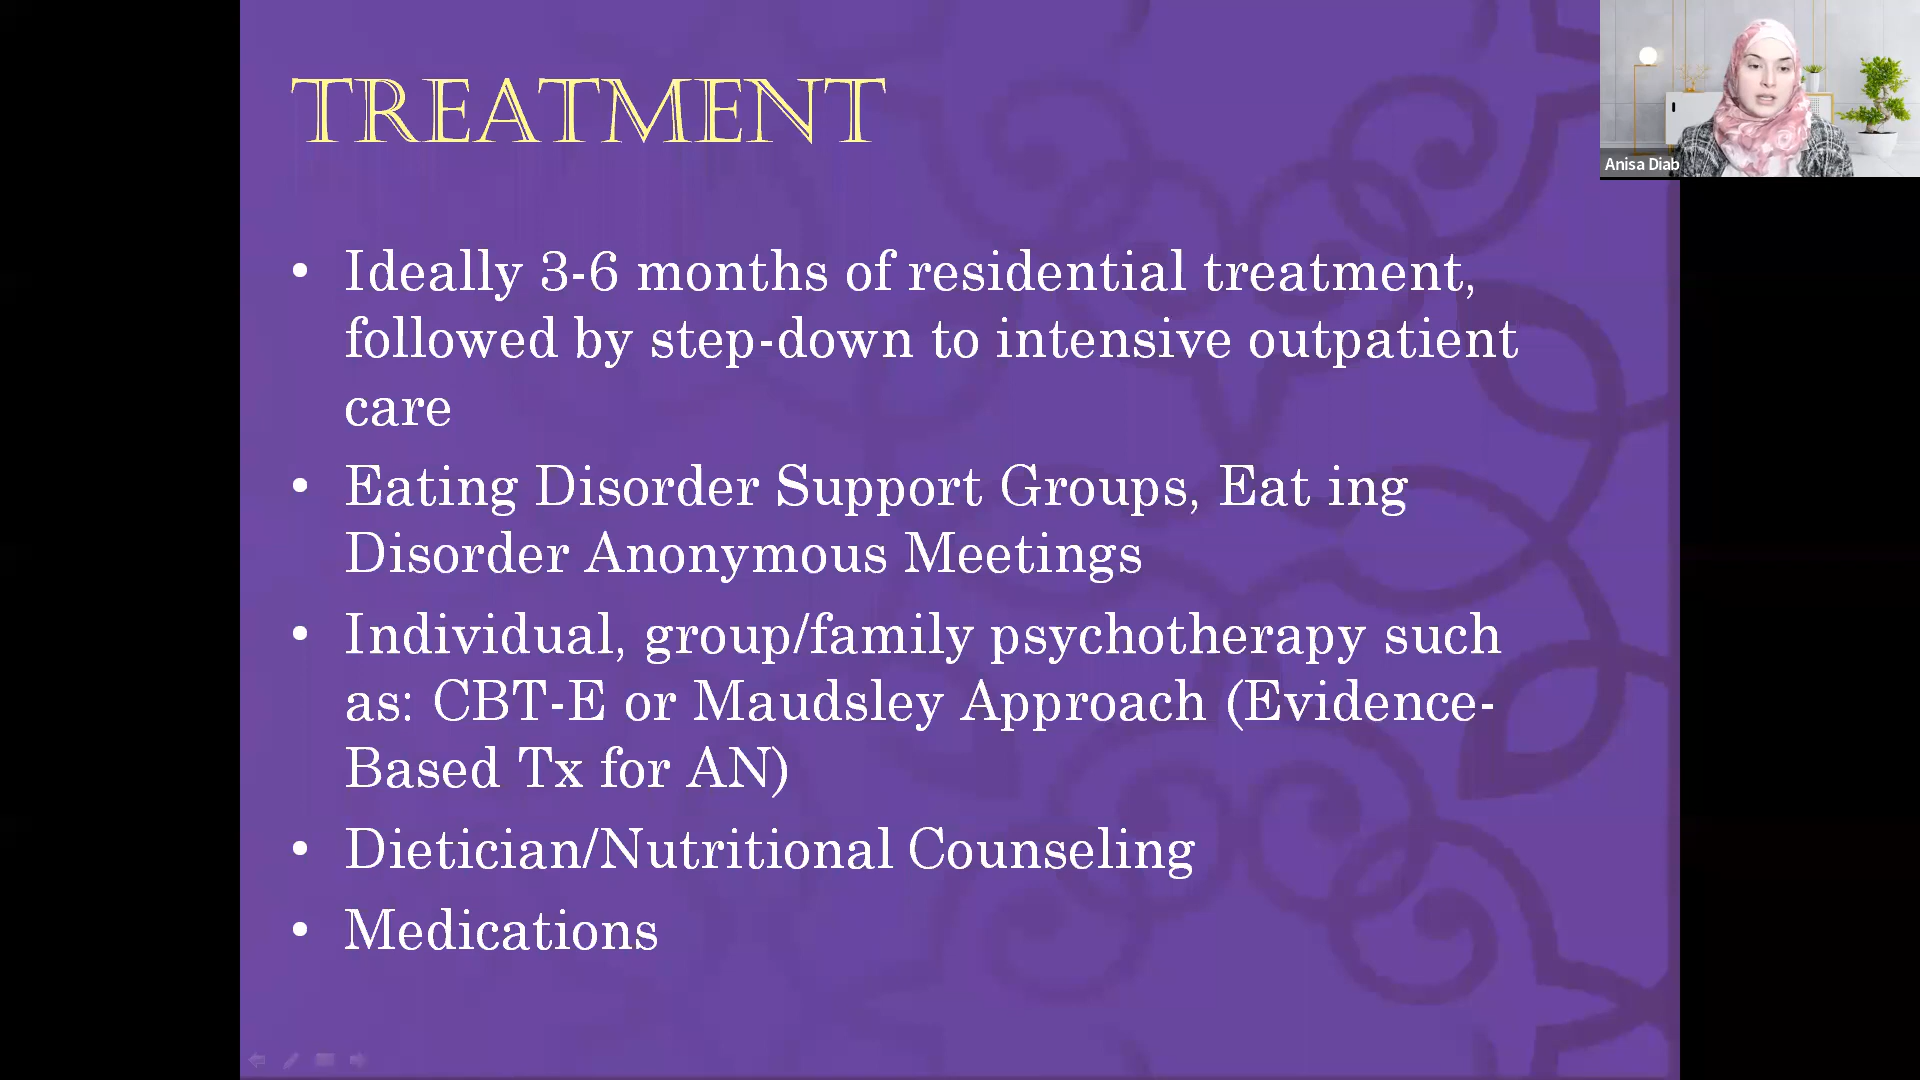 TREATMENT
• Ideally 3-6 months of residential treatment,
followed by step-down to intensive outpatient
care
• Eating Disorder Support Groups, Eat ing
Disorder Anonymous Meetings
• Individual, group/family psychotherapy such
as: CBT-E or Maudsley Approach (Evidence-
Based Tx for AN)
• Dietician/Nutritional Counseling
• Medications
Anisa Diab